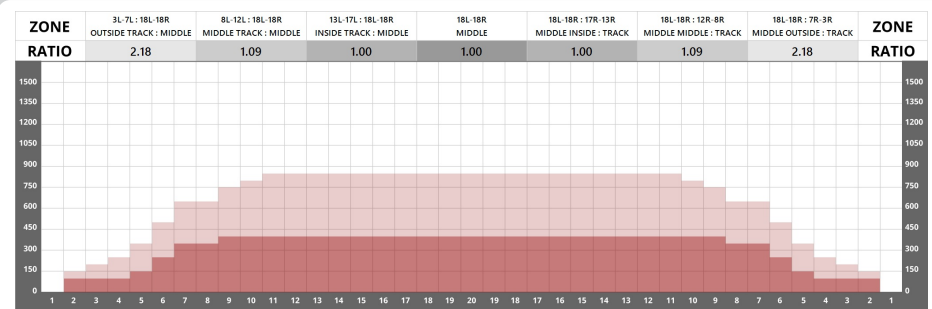 ZONE
3L-7L : 18L-18R
OUTSIDE TRACK : MIDDLE
8L-12L : 18L-18R
MIDDLE TRACK : MIDDLE
13L-17L : 18L-18R
INSIDE TRACK : MIDDLE
18L-18R
MIDDLE
18L-18R : 17R-13R
MIDDLE INSIDE : TRACK
18L-18R : 12R-8R
MIDDLE MIDDLE : TRACK
18L-18R : 7R-3R
MIDDLE OUTSIDE : TRACK
ZONE
RATIO 2.18 1.09 1.00 1.00 1.00 1.09 2.18 RATIO
1500 1500
1350 1350
1200 1200
1050 1050
900 900
750 750
600 600
450 450
300 300
150 150
0 0
1 2 3 4 5 6 7 8 9 10 11 12 13 14 15 16 17 18 19 20 19 18 17 16 15 14 13 12 11 10 9 8 7 6 5 4 3 2 1